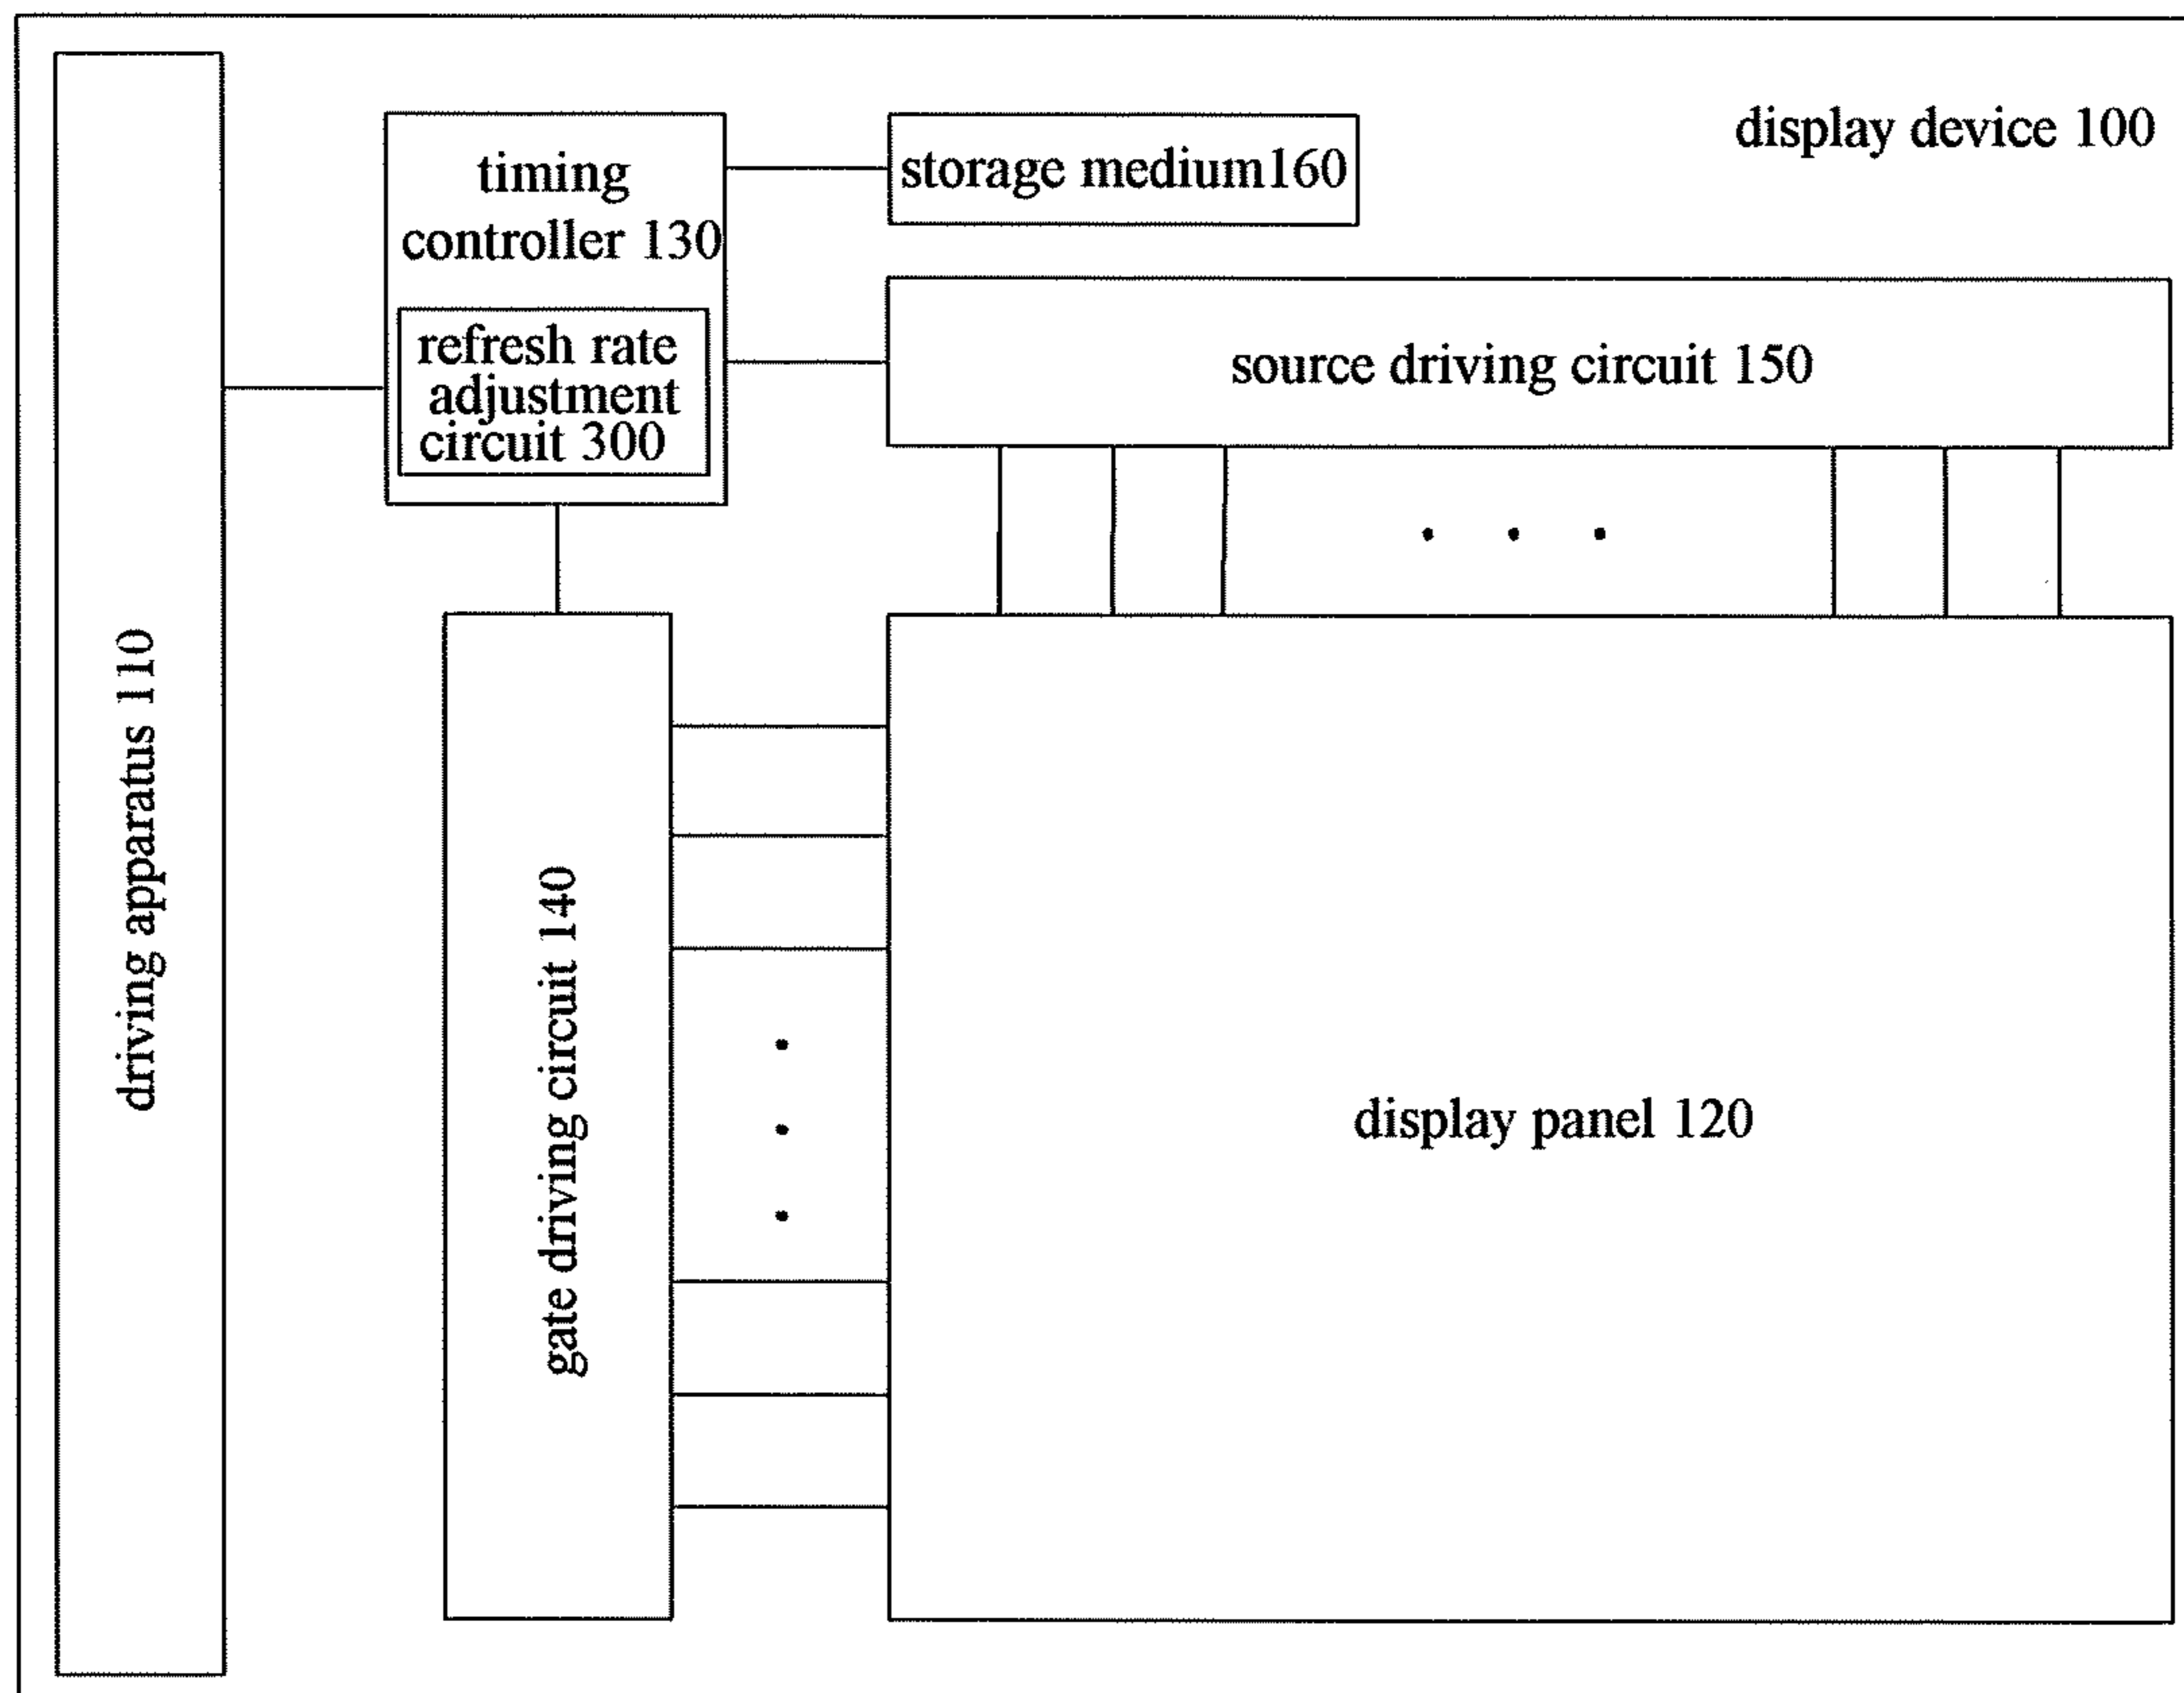 display device 100
driving apparatus 110
timing
controller 130
refresh rate
adjustment
circuit 300
storage medium160
source driving circuit 150
gate driving circuit 140
display panel 120